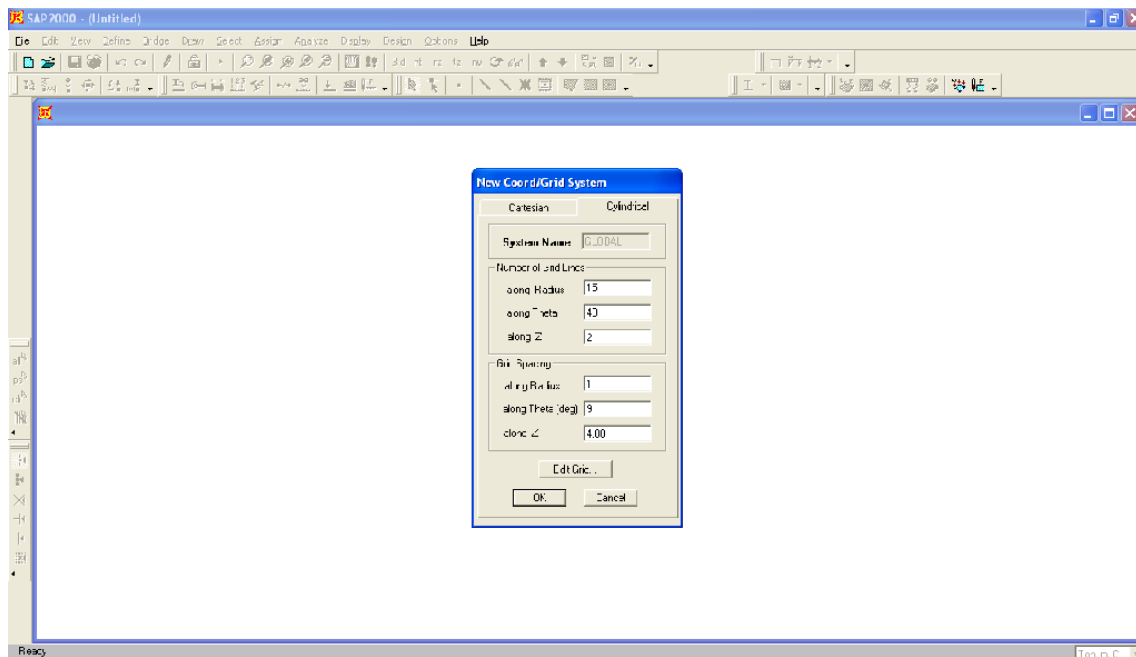 SAP2000 - (Untitled)
File Edit View Define Bridge Draw Select Assign Analyze Display Design Options Help
New Coord/Grid System
Cartesian Cylindrical
System Name GLOBAL
Number of Grid Lines
along Radius 15
along Theta 40
along Z 2
Grid Spacing
along Radius 1
along Theta (deg) 9
along Z 4.00
Edit Grid...
OK Cancel
Ready